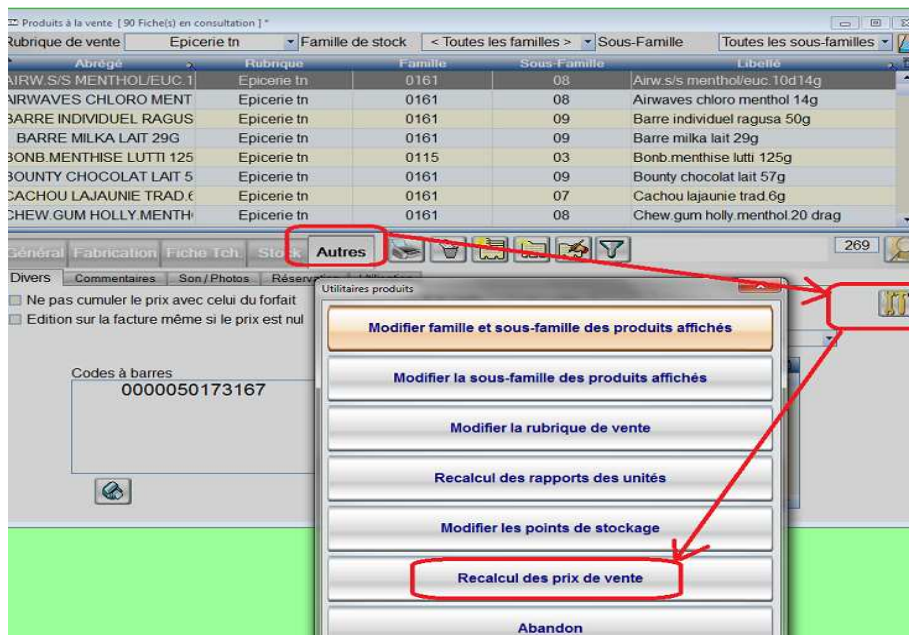 Produits à la vente [ 90 Fiche(s) en consultation ] *
Rubrique de vente Epicerie tn Famille de stock < Toutes les familles > Sous-Famille Toutes les sous-familles
Abrégé Rubrique Famille Sous-Famille Libellé
AIRW.S/S MENTHOL/EUC.1 Epicerie tn 0161 08 Airw.s/s menthol/euc.10d14g
AIRWAVES CHLORO MENT Epicerie tn 0161 08 Airwaves chloro menthol 14g
BARRE INDIVIDUEL RAGUS Epicerie tn 0161 09 Barre individuel ragusa 50g
BARRE MILKA LAIT 29G Epicerie tn 0161 09 Barre milka lait 29g
BONB.MENTHISE LUTTI 125 Epicerie tn 0115 03 Bonb.menthise lutti 125g
BOUNTY CHOCOLAT LAIT 5 Epicerie tn 0161 09 Bounty chocolat lait 57g
CACHOU LAJAUNIE TRAD.6 Epicerie tn 0161 07 Cachou lajaunie trad.6g
CHEW.GUM HOLLY.MENTH Epicerie tn 0161 08 Chew.gum holly.menthol.20 drag
Général Fabrication Fiche Tch. Stock Autres 269
Divers Commentaires Son/Photos Réservation Utilisation
Utilitaires produits
Ne pas cumuler le prix avec celui du forfait
Edition sur la facture même si le prix est nul
Modifier famille et sous-famille des produits affichés
Codes à barres
0000050173167
Modifier la sous-famille des produits affichés
Modifier la rubrique de vente
Recalcul des rapports des unités
Modifier les points de stockage
Recalcul des prix de vente
Abandon